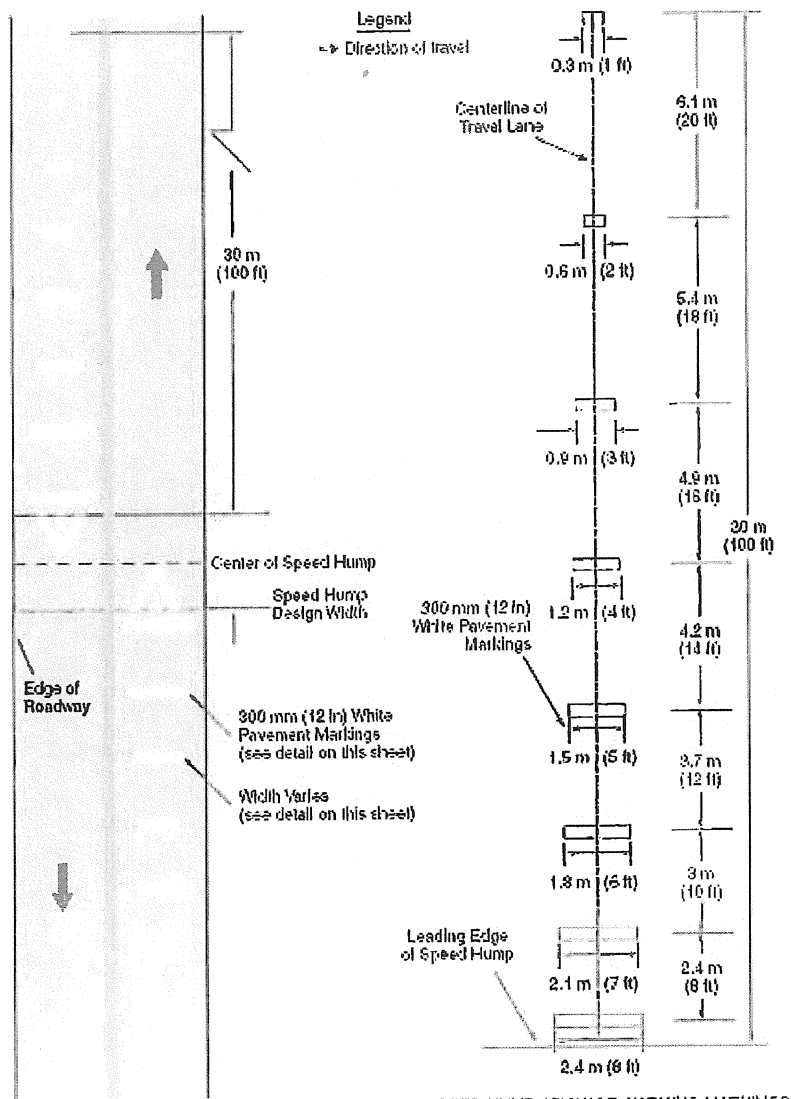 Legend
Direction of travel
0.3 m (1 ft)
6.1 m
(20 ft)
Centerline of
Travel Lane
30 m
(100 ft)
0.6 m (2 ft)
5.4 m
(18 ft)
0.9 m (3 ft)
4.9 m
(16 ft)
30 m
(100 ft)
Center of Speed Hump
Speed Hump
Design Width
1.2 m (4 ft)
300 mm (12 in)
White Pavement
Markings
4.2 m
(14 ft)
Edge of
Roadway
300 mm (12 in) White
Pavement Markings
(see detail on this sheet)
Width Varies
(see detail on this sheet)
1.5 m (5 ft)
3.7 m
(12 ft)
1.8 m (6 ft)
3 m
(10 ft)
Leading Edge
of Speed Hump
2.1 m (7 ft)
2.4 m
(8 ft)
2.4 m (8 ft)